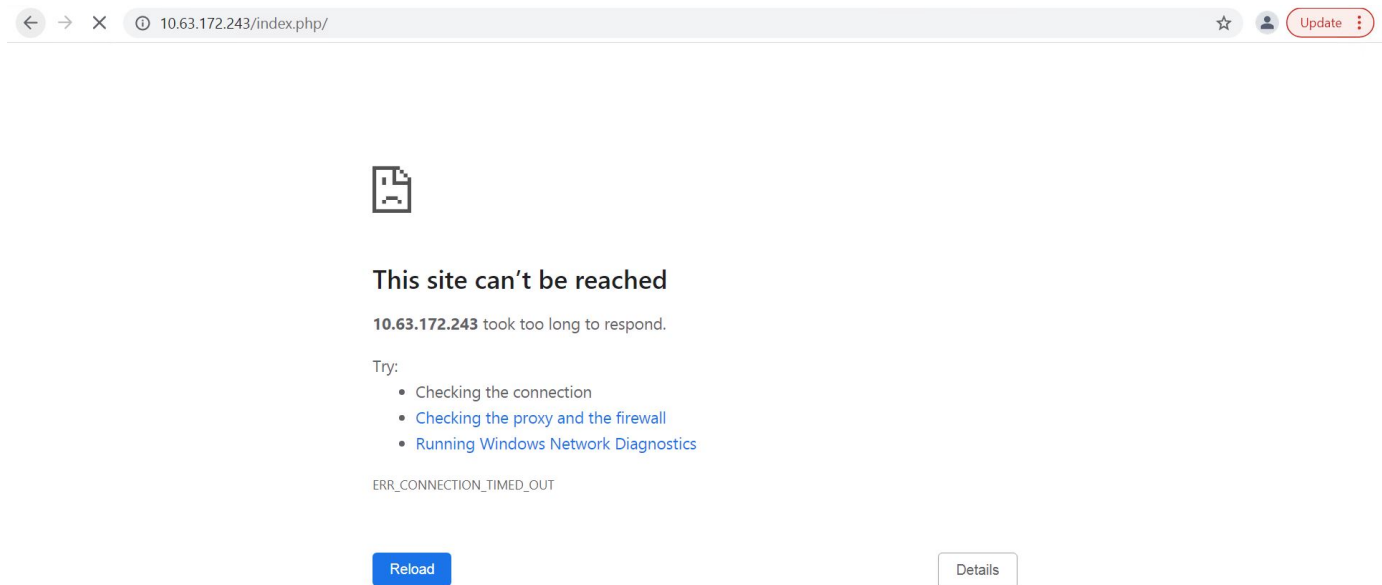 10.63.172.243/index.php/
Update
This site can’t be reached
10.63.172.243 took too long to respond.
Try:
Checking the connection
Checking the proxy and the firewall
Running Windows Network Diagnostics
ERR_CONNECTION_TIMED_OUT
Reload
Details